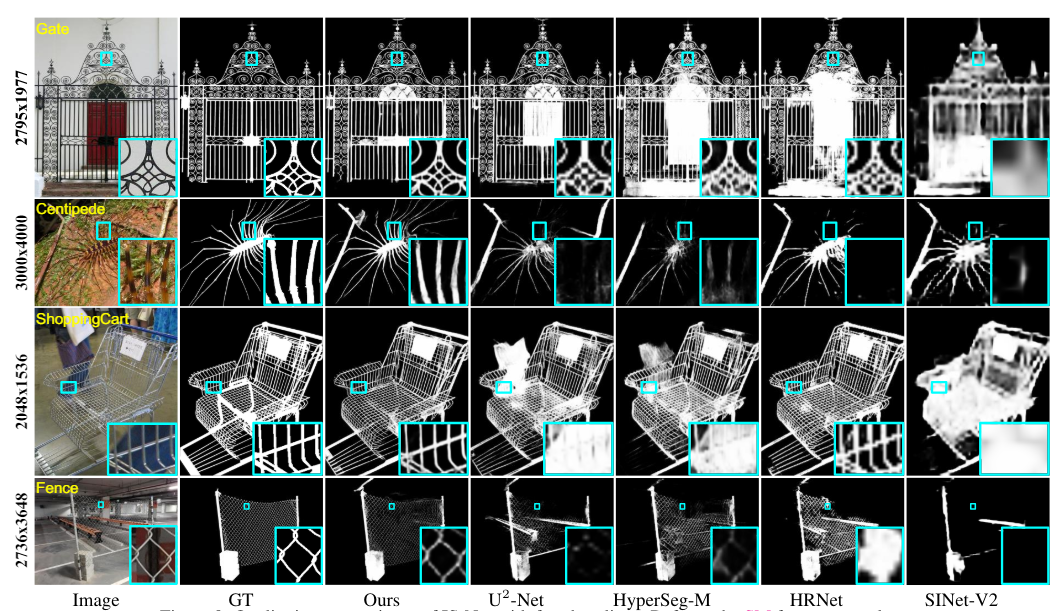 Gate
2795x1977
Centipede
3000x4000
ShoppingCart
2048x1536
Fence
2736x3648
Image GT Ours U²-Net HyperSeg-M HRNet SINet-V2